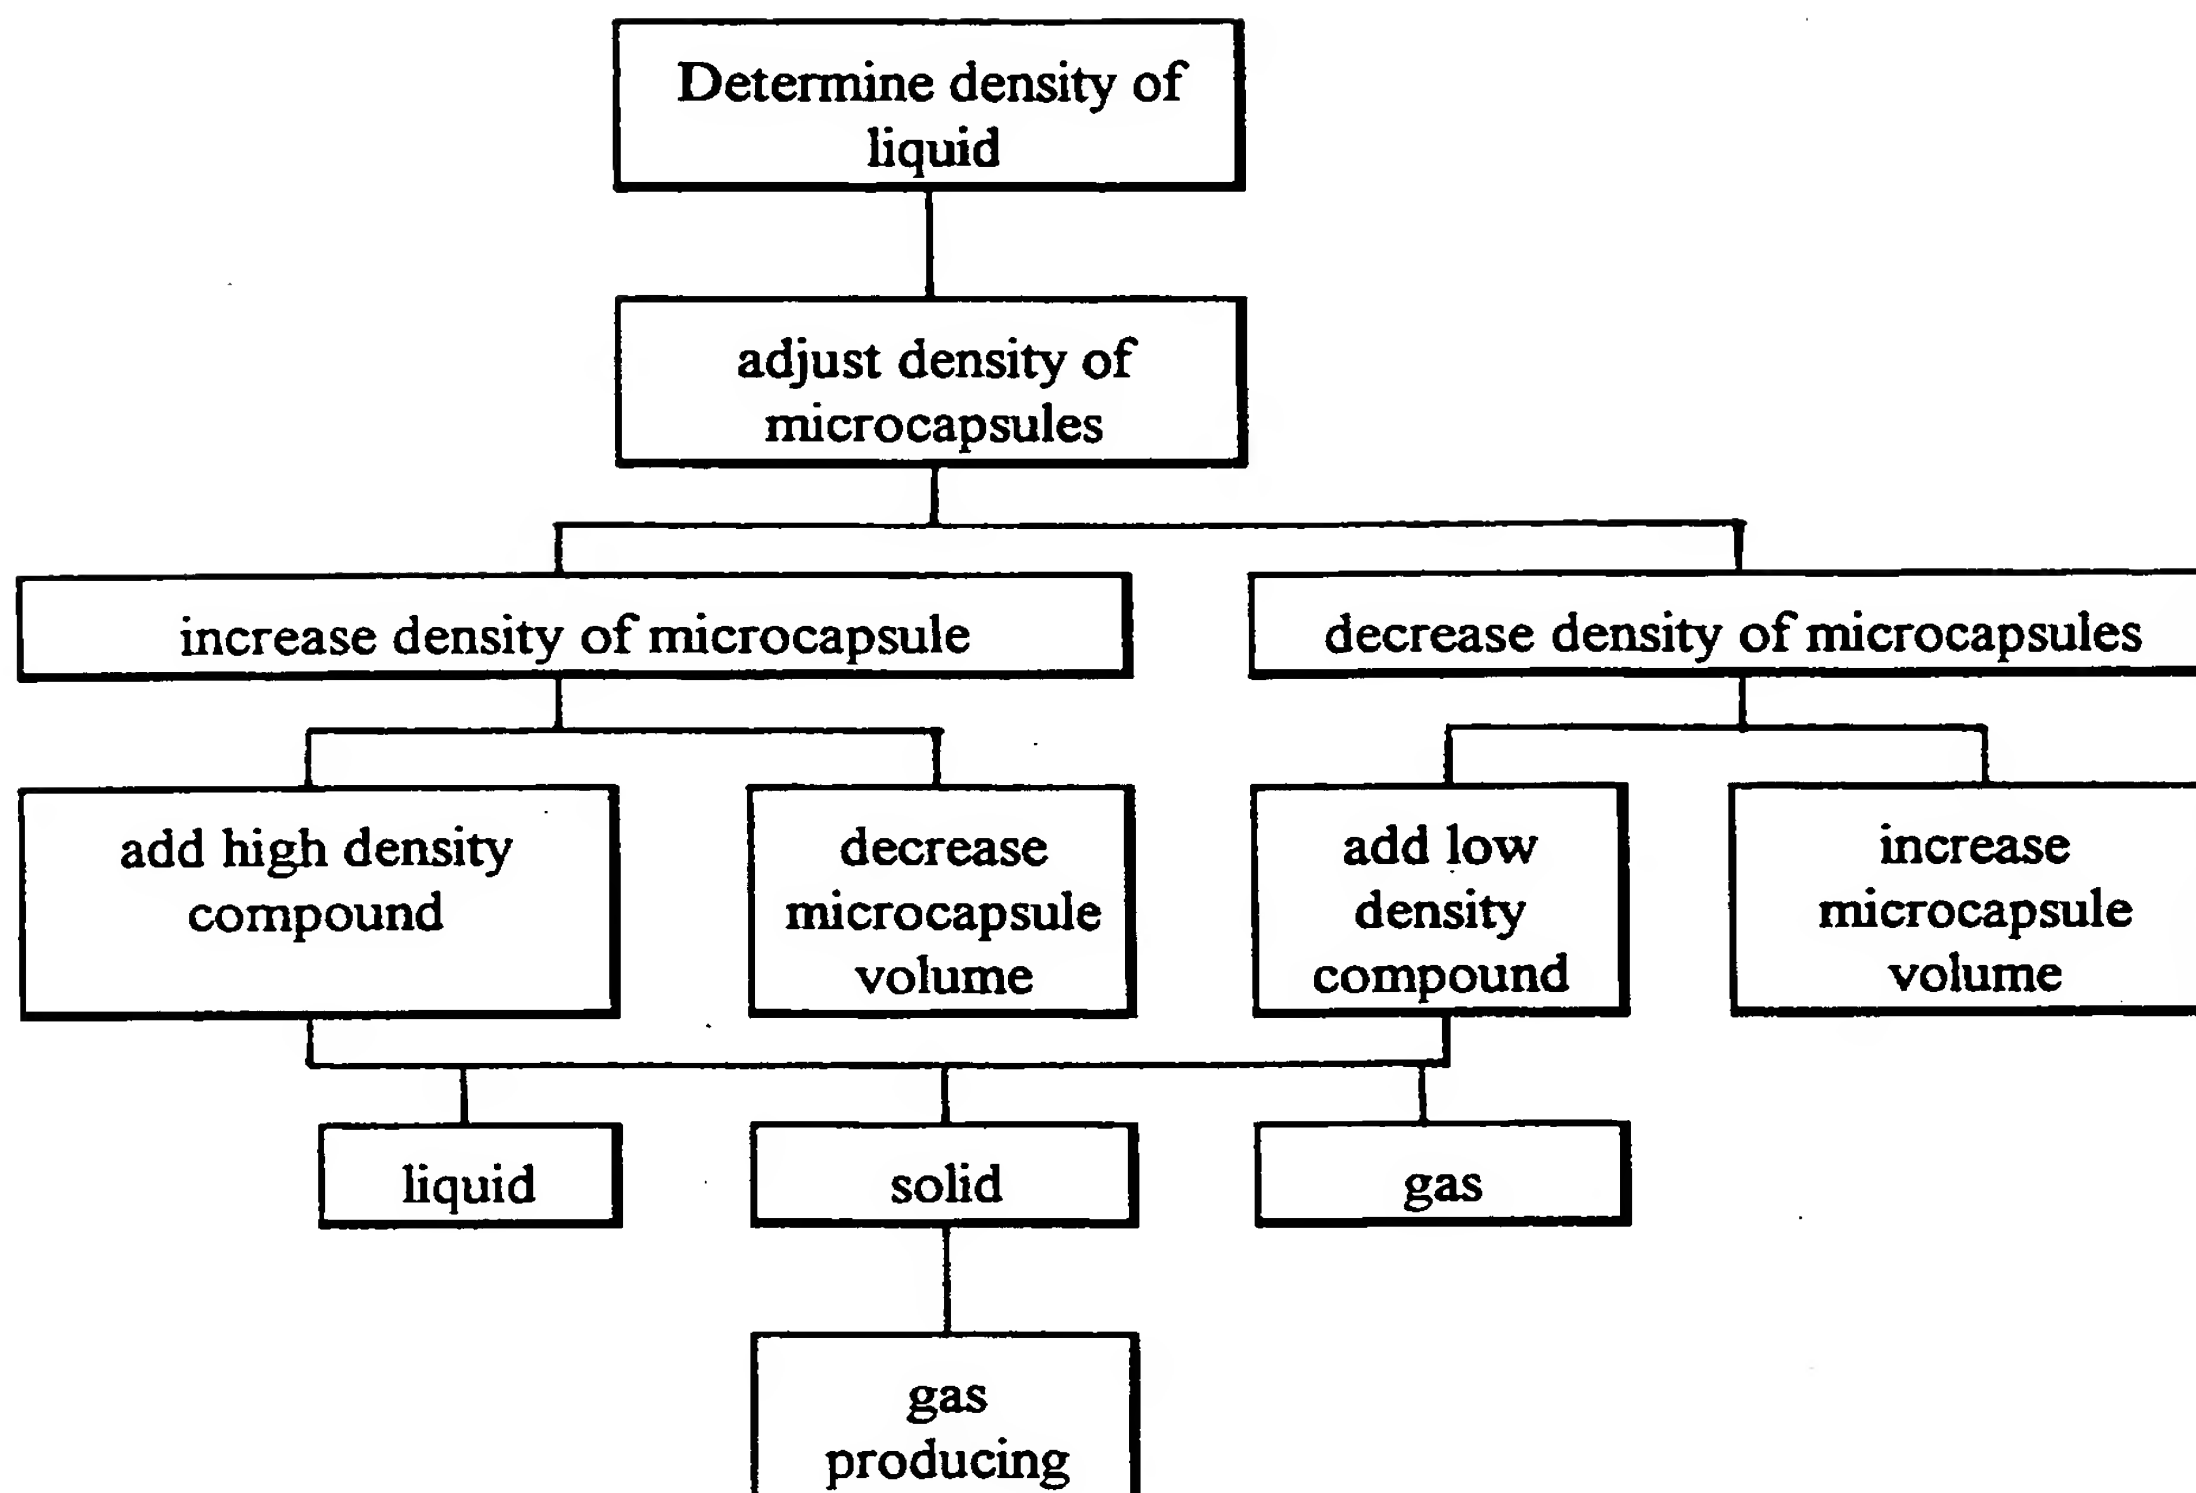 Determine density of
liquid
adjust density of
microcapsules
increase density of microcapsule
decrease density of microcapsules
add high density
compound
decrease
microcapsule
volume
add low
density
compound
increase
microcapsule
volume
liquid
solid
gas
gas
producing